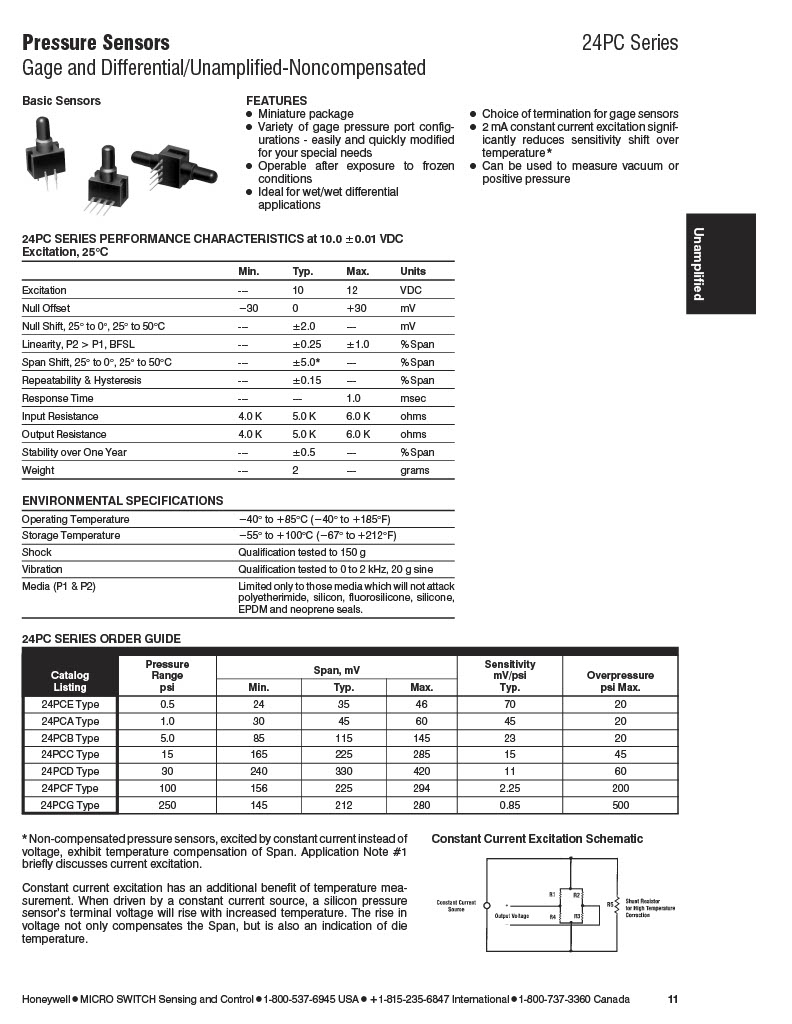 Pressure Sensors 24PC Series
Gage and Differential/Unamplified-Noncompensated
Basic Sensors
FEATURES
● Miniature package
● Variety of gage pressure port config-
urations - easily and quickly modified
for your special needs
● Operable after exposure to frozen
conditions
● Ideal for wet/wet differential
applications
● Choice of termination for gage sensors
● 2 mA constant current excitation signif-
icantly reduces sensitivity shift over
temperature*
● Can be used to measure vacuum or
positive pressure
Unamplified
24PC SERIES PERFORMANCE CHARACTERISTICS at 10.0 ±0.01 VDC
Excitation, 25°C
Min. Typ. Max. Units
Excitation --- 10 12 VDC
Null Offset −30 0 +30 mV
Null Shift, 25° to 0°, 25° to 50°C --- ±2.0 --- mV
Linearity, P2 > P1, BFSL --- ±0.25 ±1.0 %Span
Span Shift, 25° to 0°, 25° to 50°C --- ±5.0* --- %Span
Repeatability & Hysteresis --- ±0.15 --- %Span
Response Time --- --- 1.0 msec
Input Resistance 4.0 K 5.0 K 6.0 K ohms
Output Resistance 4.0 K 5.0 K 6.0 K ohms
Stability over One Year --- ±0.5 --- %Span
Weight --- 2 --- grams
ENVIRONMENTAL SPECIFICATIONS
Operating Temperature −40° to +85°C (−40° to +185°F)
Storage Temperature −55° to +100°C (−67° to +212°F)
Shock Qualification tested to 150 g
Vibration Qualification tested to 0 to 2 kHz, 20 g sine
Media (P1 & P2) Limited only to those media which will not attack
polyetherimide, silicon, fluorosilicone, silicone,
EPDM and neoprene seals.
24PC SERIES ORDER GUIDE
Catalog Listing Pressure Range psi Span, mV Min. Typ. Max. Sensitivity mV/psi Typ. Overpressure psi Max.
24PCE Type 0.5 24 35 46 70 20
24PCA Type 1.0 30 45 60 45 20
24PCB Type 5.0 85 115 145 23 20
24PCC Type 15 165 225 285 15 45
24PCD Type 30 240 330 420 11 60
24PCF Type 100 156 225 294 2.25 200
24PCG Type 250 145 212 280 0.85 500
*Non-compensated pressure sensors, excited by constant current instead of
voltage, exhibit temperature compensation of Span. Application Note #1
briefly discusses current excitation.
Constant current excitation has an additional benefit of temperature mea-
surement. When driven by a constant current source, a silicon pressure
sensor's terminal voltage will rise with increased temperature. The rise in
voltage not only compensates the Span, but is also an indication of die
temperature.
Constant Current Excitation Schematic
Constant Current
Source
R1 R2
+
Output Voltage
R4 R3
R5
Shunt Resistor
for High Temperature
Correction
Honeywell ● MICRO SWITCH Sensing and Control ● 1-800-537-6945 USA ● +1-815-235-6847 International ● 1-800-737-3360 Canada 11